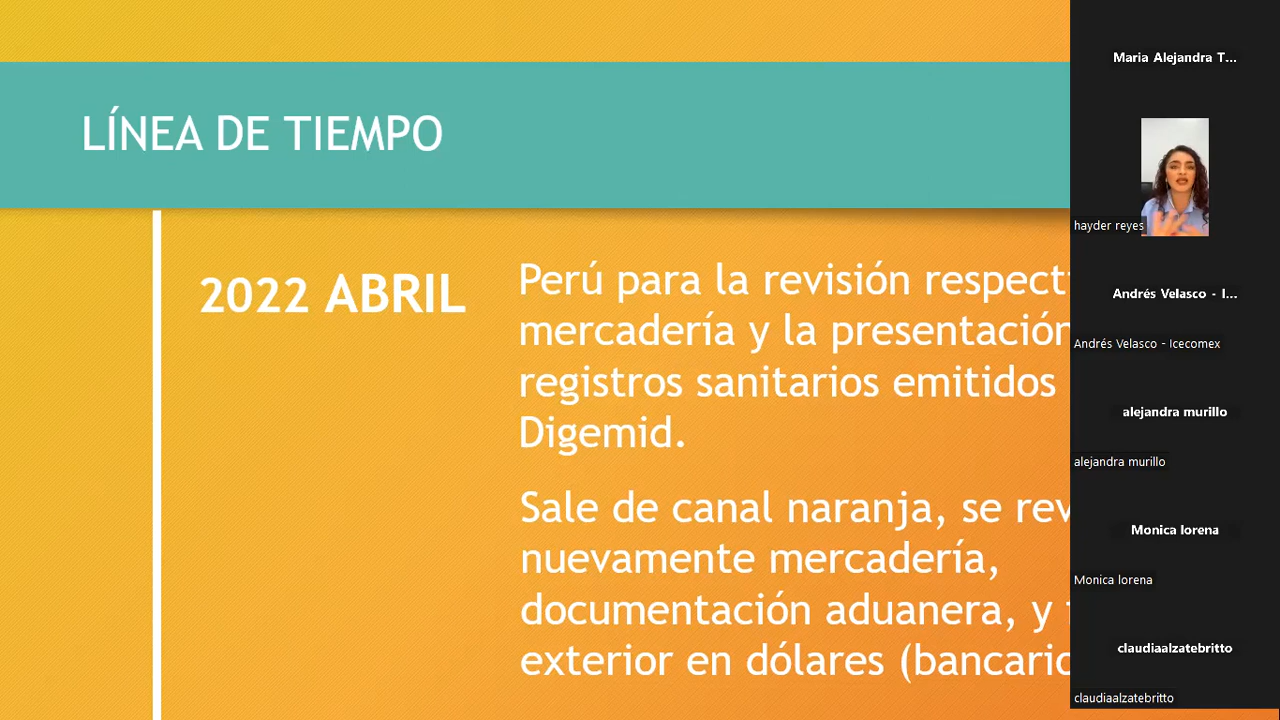 LÍNEA DE TIEMPO
2022 ABRIL
Perú para la revisión respect
mercadería y la presentación
registros sanitarios emitidos
Digemid.
Sale de canal naranja, se rev
nuevamente mercadería,
documentación aduanera, y
exterior en dólares (bancario
Maria Alejandra T...
hayder reyes
Andrés Velasco - I...
Andrés Velasco - Icecomex
alejandra murillo
alejandra murillo
Monica lorena
Monica lorena
claudiaalzatebritto
claudiaalzatebritto